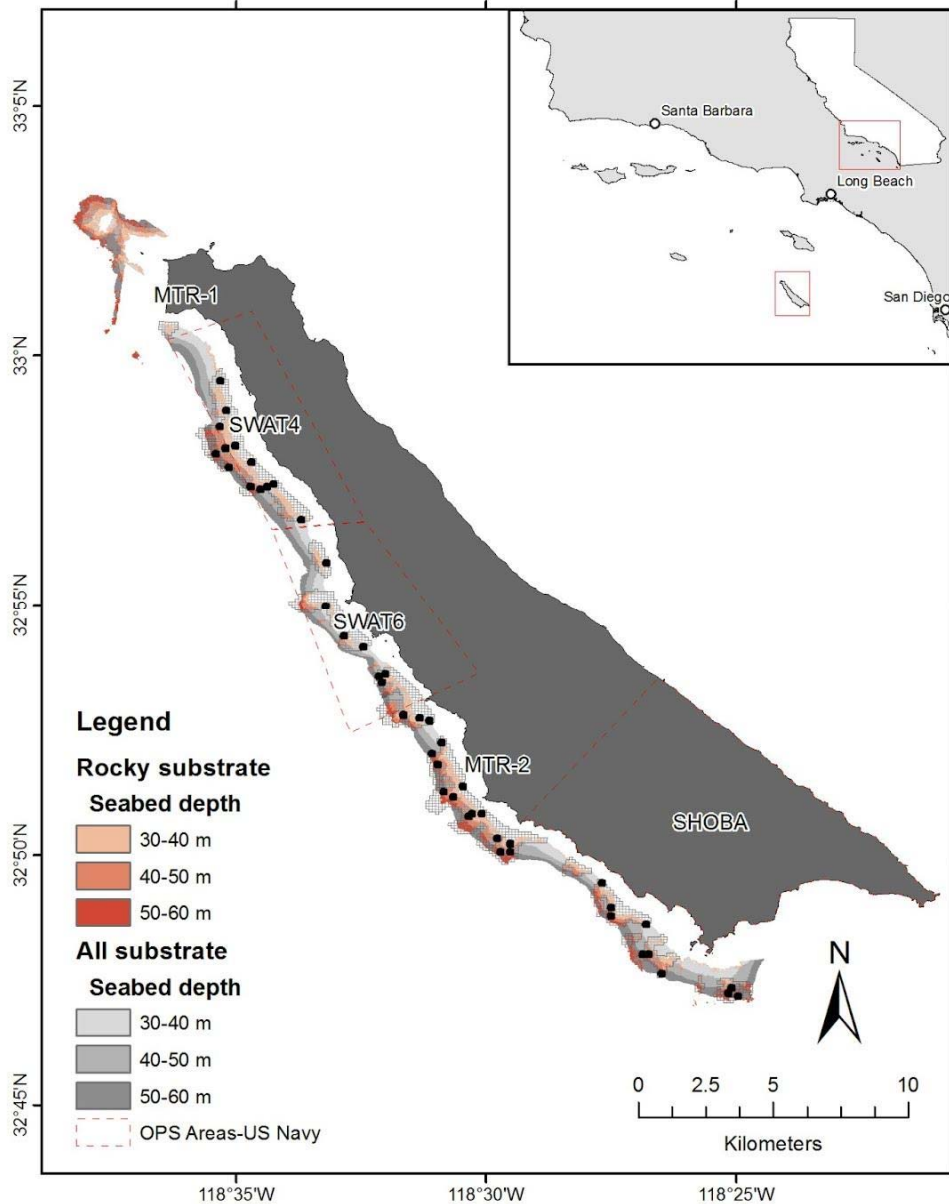 Santa Barbara
Long Beach
San Diego
33°5'N
MTR-1
33°N
SWAT4
32°55'N
SWAT6
MTR-2
SHOBA
32°50'N
32°45'N
Legend
Rocky substrate
Seabed depth
30-40 m
40-50 m
50-60 m
All substrate
Seabed depth
30-40 m
40-50 m
50-60 m
OPS Areas-US Navy
N
0 2.5 5 10
Kilometers
118°35'W 118°30'W 118°25'W